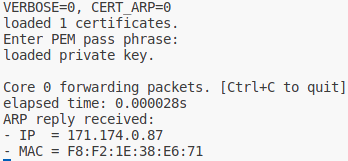 VERBOSE=0, CERT_ARP=0
loaded 1 certificates.
Enter PEM pass phrase:
loaded private key.
Core 0 forwarding packets. [Ctrl+C to quit]
elapsed time: 0.000028s
ARP reply received:
- IP  = 171.174.0.87
- MAC = F8:F2:1E:38:E6:71